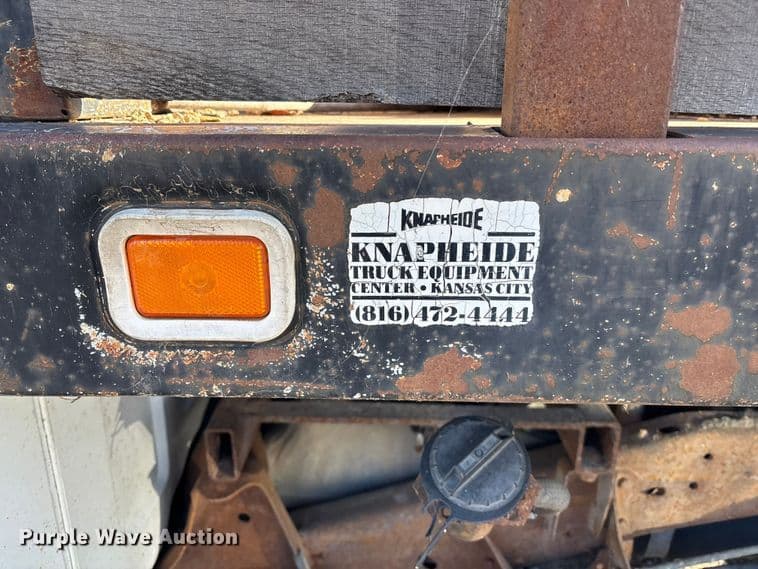 KNAPHEIDE
KNAPHEIDE
TRUCK EQUIPMENT
CENTER • KANSAS CITY
(816) 472-4444
Purple Wave Auction